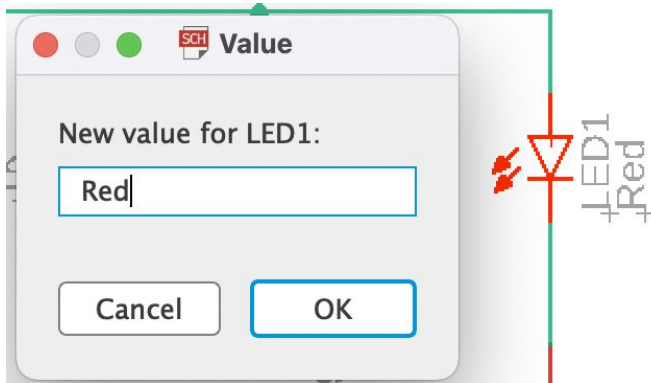 SCH Value
New value for LED1:
Red
Cancel OK
LED1
Red